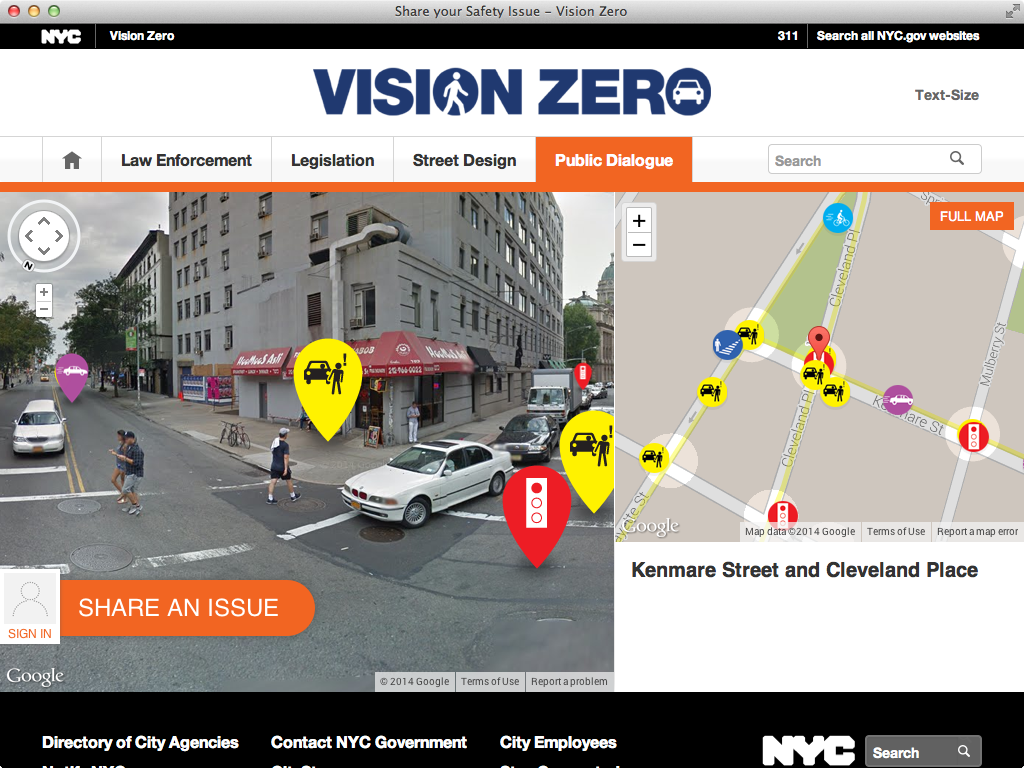 Share your Safety Issue – Vision Zero
NYC
Vision Zero
311
Search all NYC.gov websites
VISION ZERO
Text-Size
Law Enforcement
Legislation
Street Design
Public Dialogue
Search
N
+
−
SHARE AN ISSUE
SIGN IN
Google
© 2014 Google
Terms of Use
Report a problem
+
−
FULL MAP
Cleveland Pl
Mulberry St
Cleveland Pl
Kenmare St
Google
Map data ©2014 Google
Terms of Use
Report a map error
Kenmare Street and Cleveland Place
Directory of City Agencies
Contact NYC Government
City Employees
NYC
Search